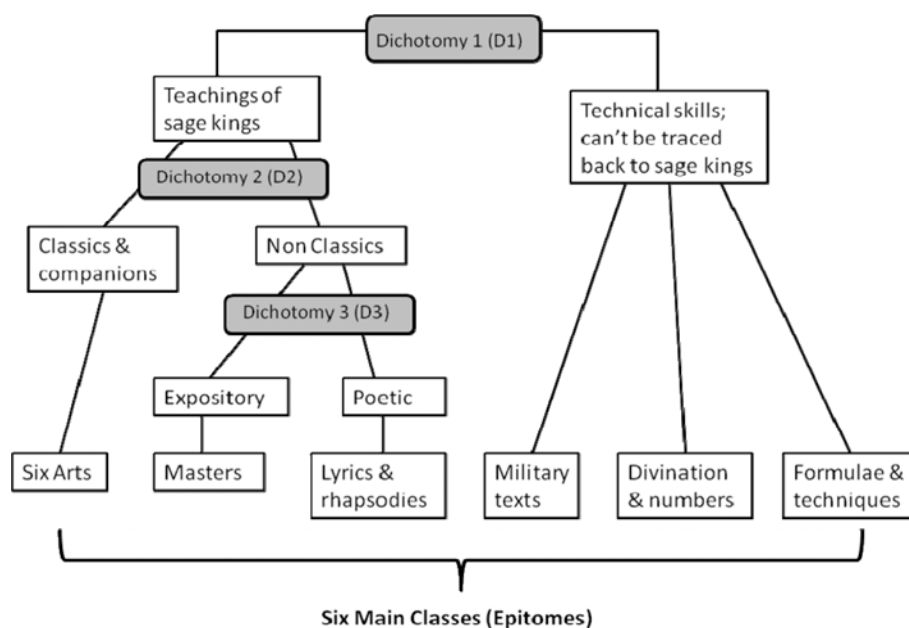 Dichotomy 1 (D1)
Teachings of
sage kings
Technical skills;
can't be traced
back to sage kings
Dichotomy 2 (D2)
Classics &
companions
Non Classics
Dichotomy 3 (D3)
Expository
Poetic
Six Arts
Masters
Lyrics &
rhapsodies
Military
texts
Divination
& numbers
Formulae &
techniques
Six Main Classes (Epitomes)